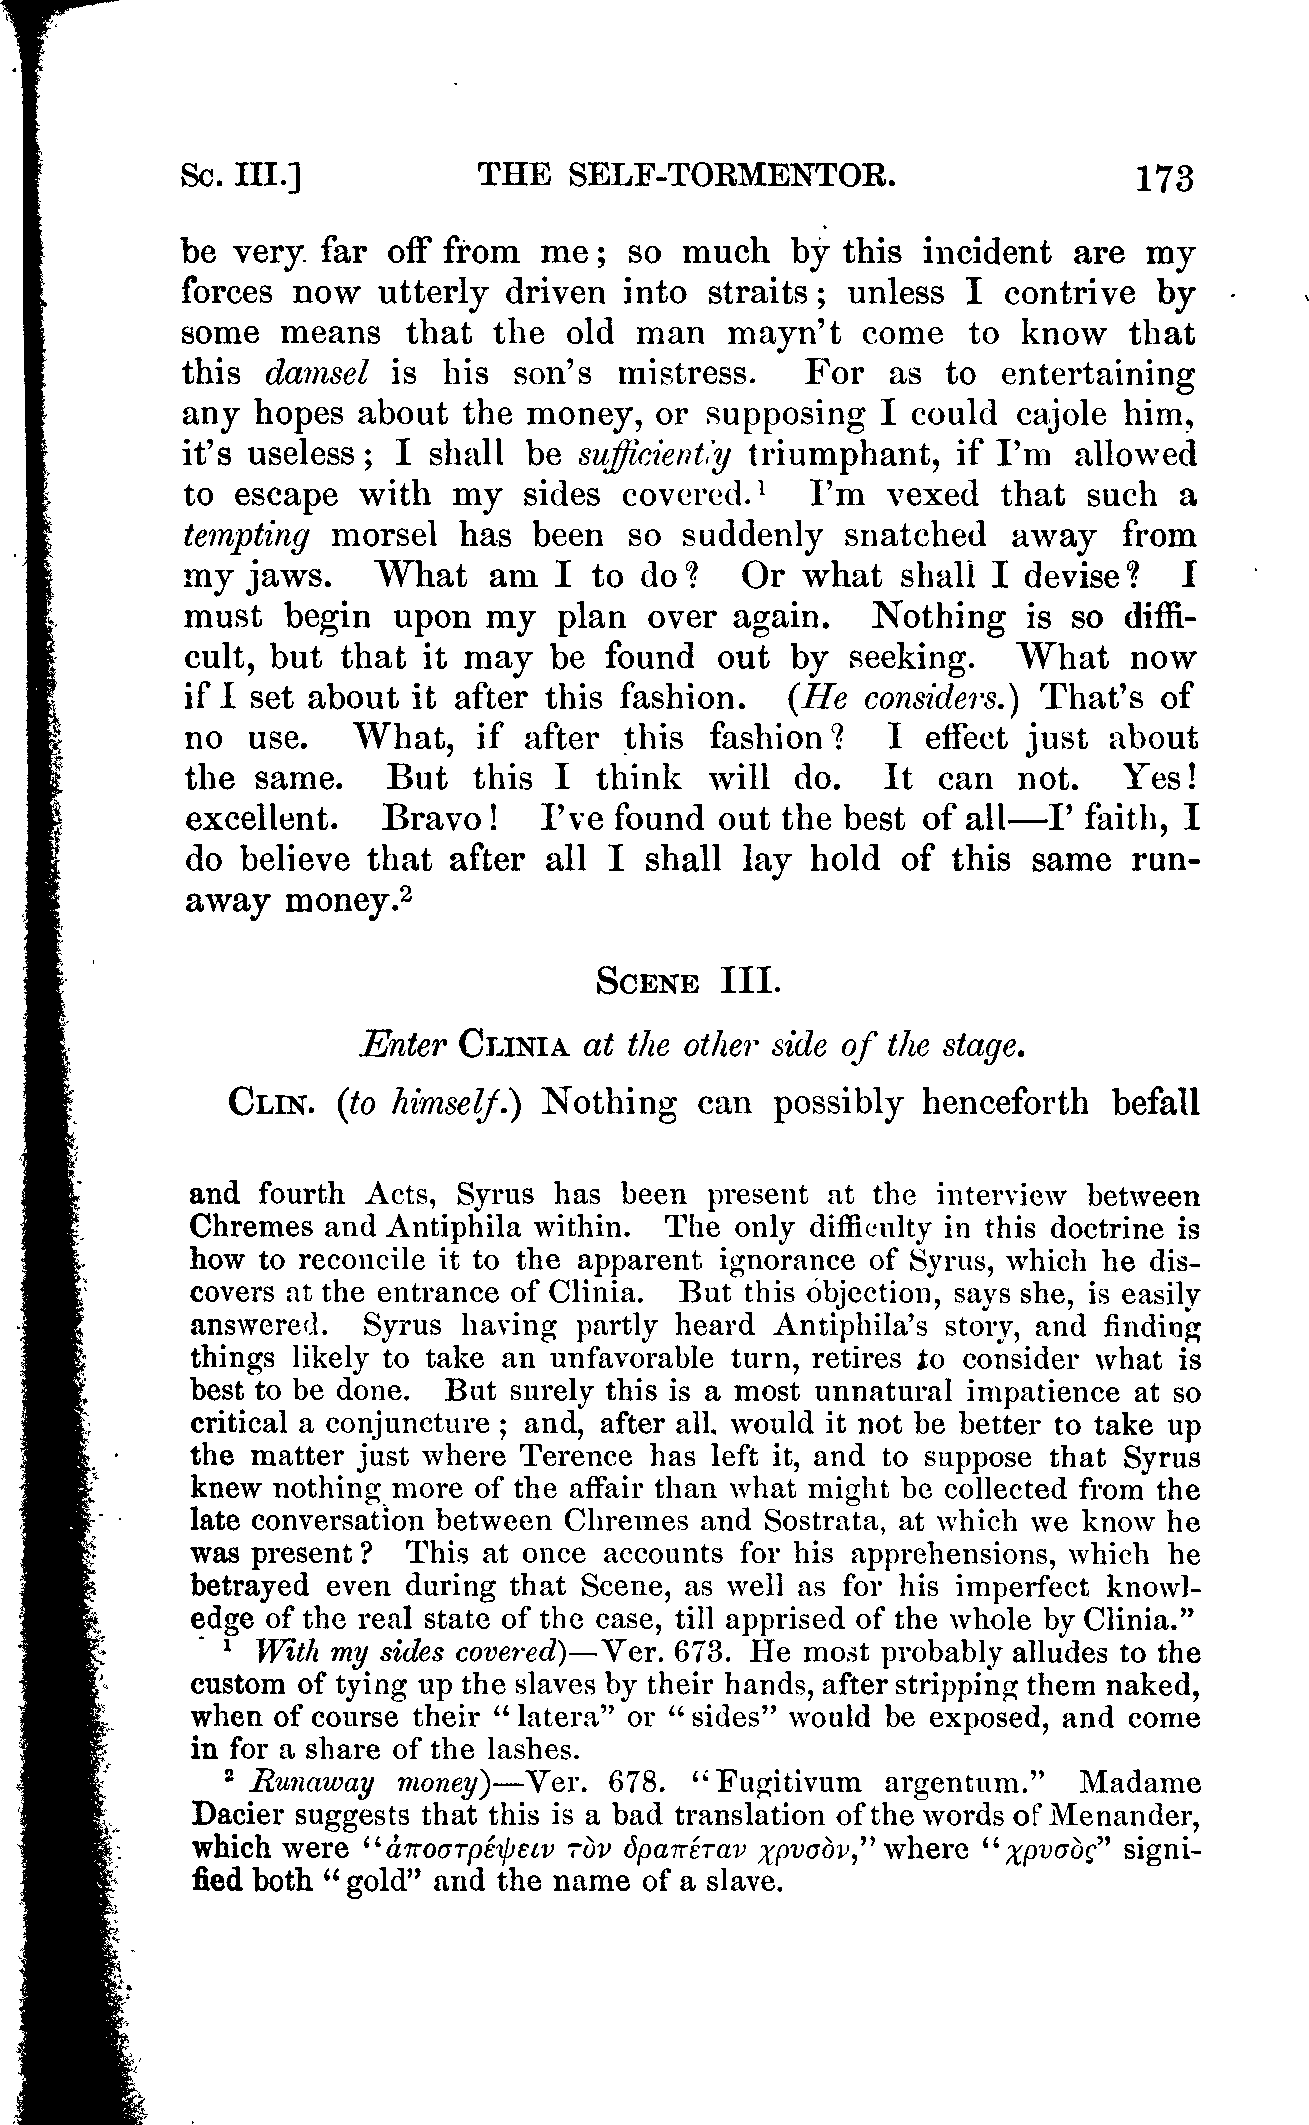 Sc. III.] THE SELF-TORMENTOR. 173
be very far off from me; so much by this incident are my
forces now utterly driven into straits; unless I contrive by
some means that the old man mayn't come to know that
this damsel is his son's mistress. For as to entertaining
any hopes about the money, or supposing I could cajole him,
it's useless; I shall be sufficiently triumphant, if I'm allowed
to escape with my sides covered.¹ I'm vexed that such a
tempting morsel has been so suddenly snatched away from
my jaws. What am I to do? Or what shall I devise? I
must begin upon my plan over again. Nothing is so diffi-
cult, but that it may be found out by seeking. What now
if I set about it after this fashion. (He considers.) That's of
no use. What, if after this fashion? I effect just about
the same. But this I think will do. It can not. Yes!
excellent. Bravo! I've found out the best of all—I' faith, I
do believe that after all I shall lay hold of this same run-
away money.²
Scene III.
Enter Clinia at the other side of the stage.
Clin. (to himself.) Nothing can possibly henceforth befall
and fourth Acts, Syrus has been present at the interview between
Chremes and Antiphila within. The only difficulty in this doctrine is
how to reconcile it to the apparent ignorance of Syrus, which he dis-
covers at the entrance of Clinia. But this objection, says she, is easily
answered. Syrus having partly heard Antiphila's story, and finding
things likely to take an unfavorable turn, retires to consider what is
best to be done. But surely this is a most unnatural impatience at so
critical a conjuncture; and, after all, would it not be better to take up
the matter just where Terence has left it, and to suppose that Syrus
knew nothing more of the affair than what might be collected from the
late conversation between Chremes and Sostrata, at which we know he
was present? This at once accounts for his apprehensions, which he
betrayed even during that Scene, as well as for his imperfect knowl-
edge of the real state of the case, till apprised of the whole by Clinia."
¹ With my sides covered)—Ver. 673. He most probably alludes to the
custom of tying up the slaves by their hands, after stripping them naked,
when of course their "latera" or "sides" would be exposed, and come
in for a share of the lashes.
² Runaway money)—Ver. 678. "Fugitivum argentum." Madame
Dacier suggests that this is a bad translation of the words of Menander,
which were "ἀποστρέψειν τὸν δραπέταν χρυσὸν," where "χρυσὸς" signi-
fied both "gold" and the name of a slave.